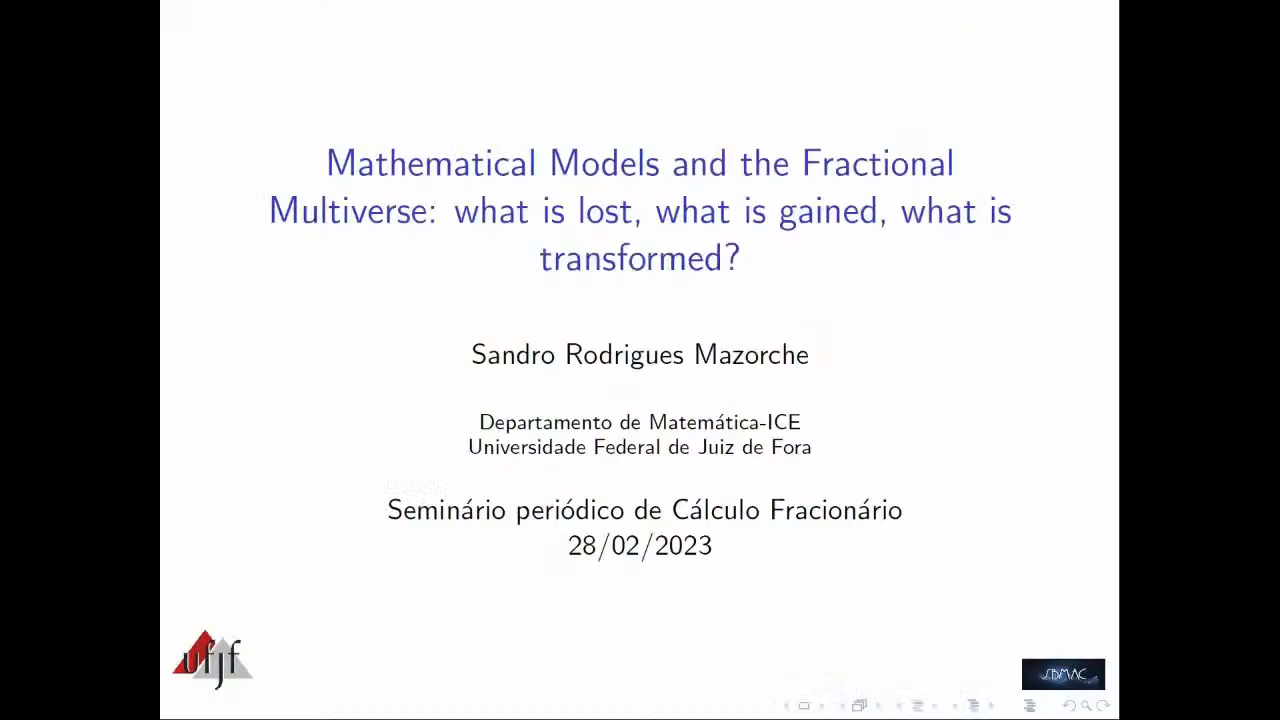 Mathematical Models and the Fractional
Multiverse: what is lost, what is gained, what is
transformed?
Sandro Rodrigues Mazorche
Departamento de Matemática-ICE
Universidade Federal de Juiz de Fora
Seminário periódico de Cálculo Fracionário
28/02/2023
ufjf
SBMAC